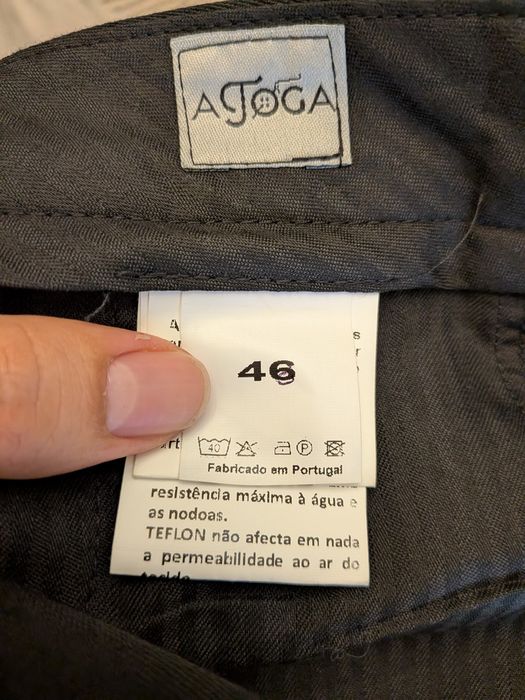 A TOGA
46
40
P
Fabricado em Portugal
resistência máxima à água e
as nodoas.
TEFLON não afecta em nada
a permeabilidade ao ar do